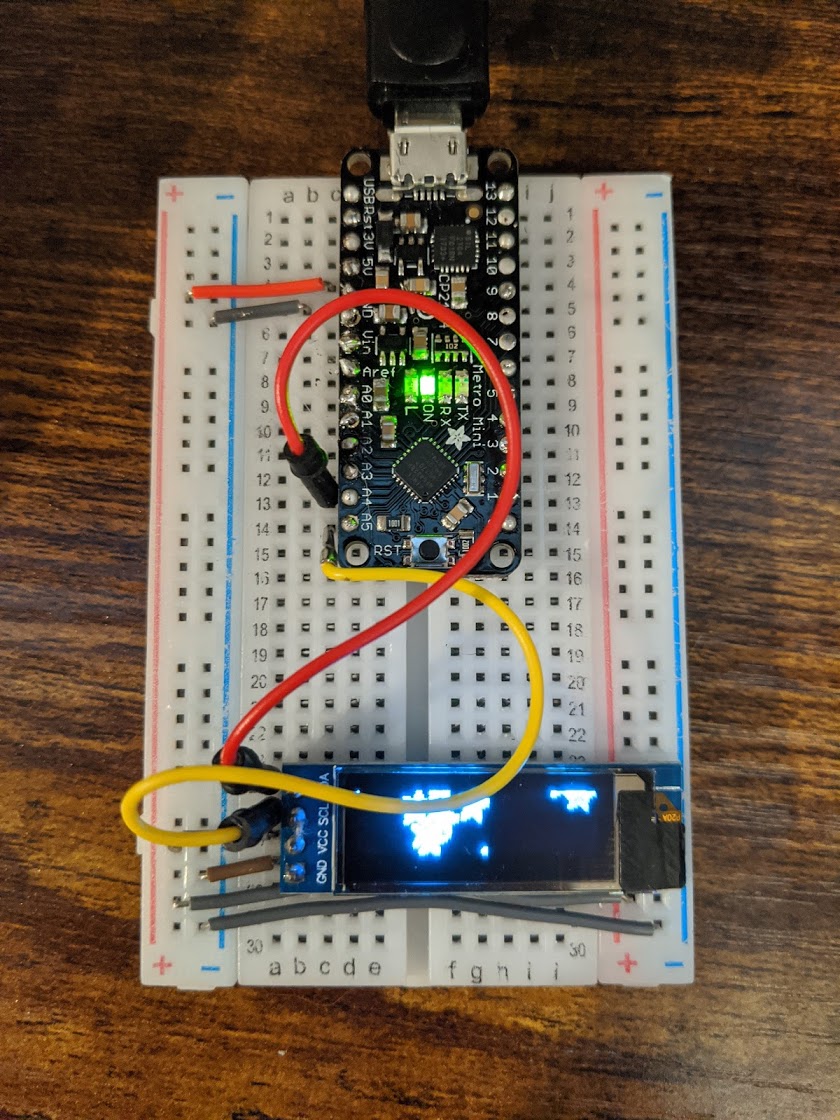 + − a b c i j + −
USB 13
Rst 12
3V 11
5V 10
GND 9
Vin 8
Aref 7
A0 5
A1 4
A2 3
A3 2
A4 1
A5
CP21
102
L ON RX TX
Metro Mini
1001
RST
1 1
2 2
3
4 4
5
6 6
7 7
8 8
9 9
10 10
11 11
12 12
13 13
14 14
15 15
16 16
17 17
18 18
19 19
20 20
21 21
22 22
GND VCC SCL
30 30
+ − a b c d e f g h i j + −